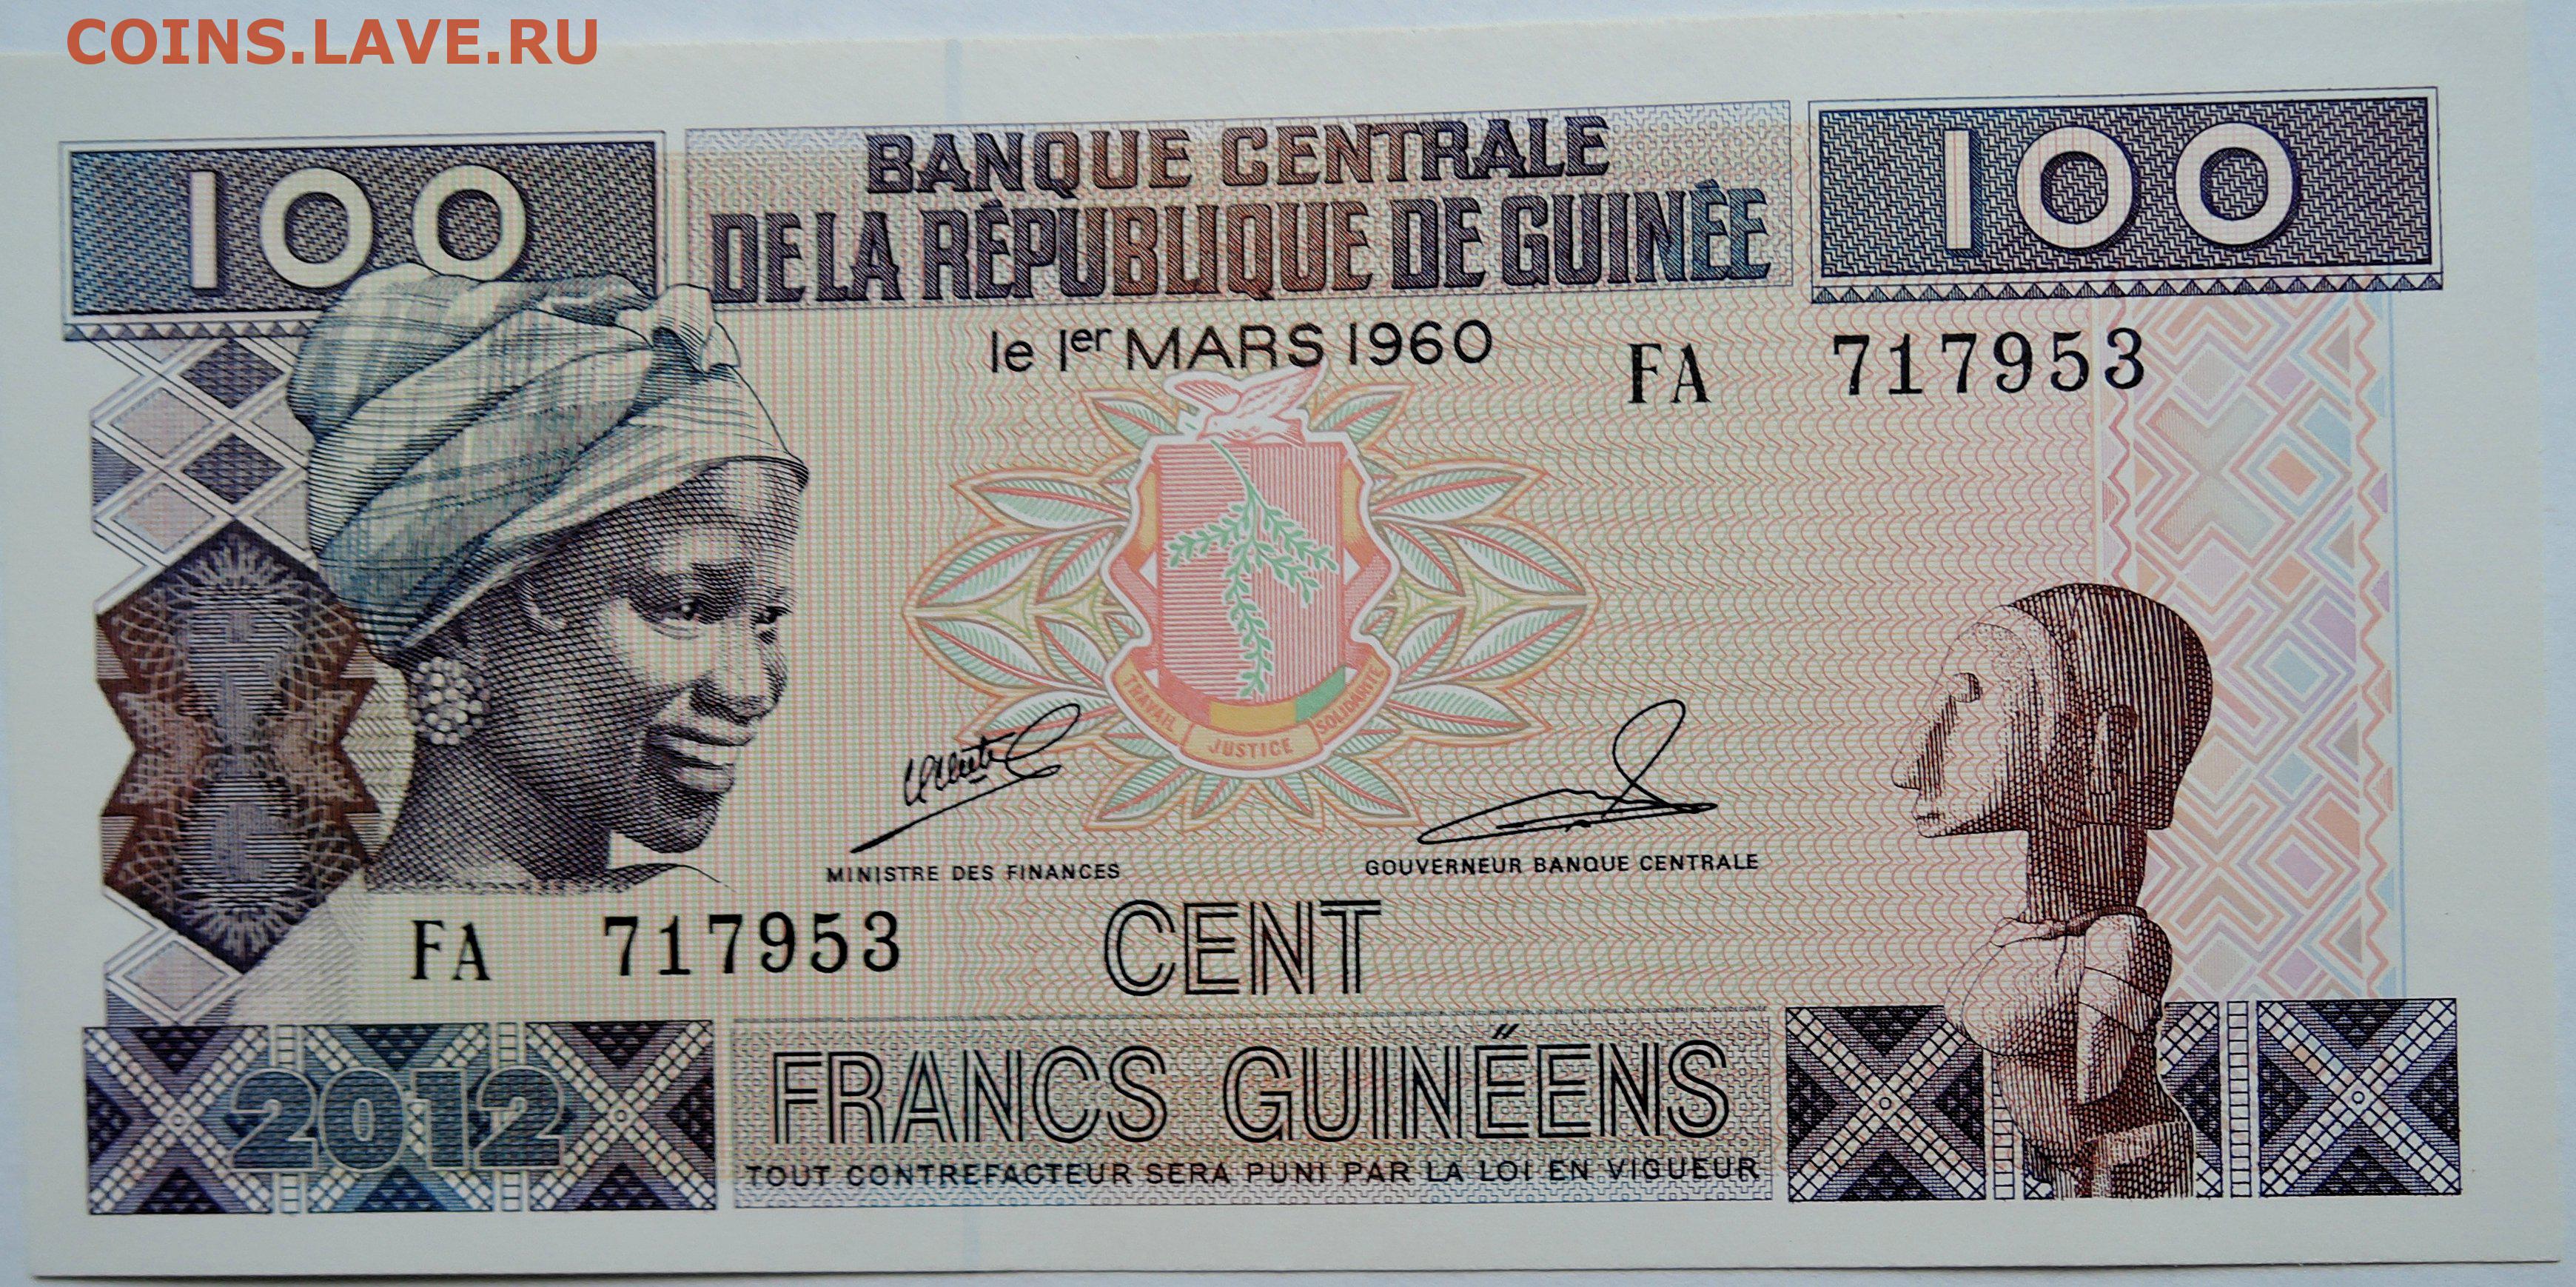 COINS.LAVE.RU
100
BANQUE CENTRALE
DE LA RÉPUBLIQUE DE GUINÉE
100
le 1er MARS 1960
FA 717953
TRAVAIL JUSTICE SOLIDARITÉ
MINISTRE DES FINANCES
GOUVERNEUR BANQUE CENTRALE
FA 717953
CENT
FRANCS GUINÉENS
2012
TOUT CONTREFACTEUR SERA PUNI PAR LA LOI EN VIGUEUR